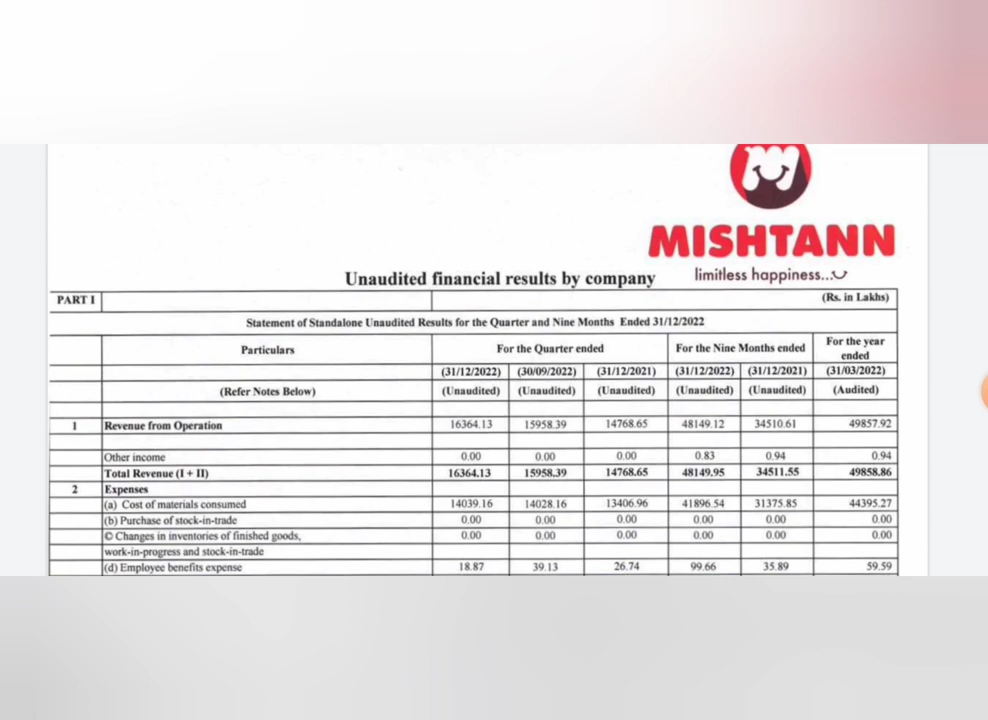 MISHTANN
limitless happiness...
Unaudited financial results by company
PART I (Rs. in Lakhs)
Statement of Standalone Unaudited Results for the Quarter and Nine Months Ended 31/12/2022
Particulars For the Quarter ended For the Nine Months ended For the year ended
(31/12/2022) (30/09/2022) (31/12/2021) (31/12/2022) (31/12/2021) (31/03/2022)
(Refer Notes Below) (Unaudited) (Unaudited) (Unaudited) (Unaudited) (Unaudited) (Audited)
1 Revenue from Operation 16364.13 15958.39 14768.65 48149.12 34510.61 49857.92
Other income 0.00 0.00 0.00 0.83 0.94 0.94
Total Revenue (I + II) 16364.13 15958.39 14768.65 48149.95 34511.55 49858.86
2 Expenses
(a) Cost of materials consumed 14039.16 14028.16 13406.96 41896.54 31375.85 44395.27
(b) Purchase of stock-in-trade 0.00 0.00 0.00 0.00 0.00 0.00
© Changes in inventories of finished goods, 0.00 0.00 0.00 0.00 0.00 0.00
work-in-progress and stock-in-trade
(d) Employee benefits expense 18.87 39.13 26.74 99.66 35.89 59.59